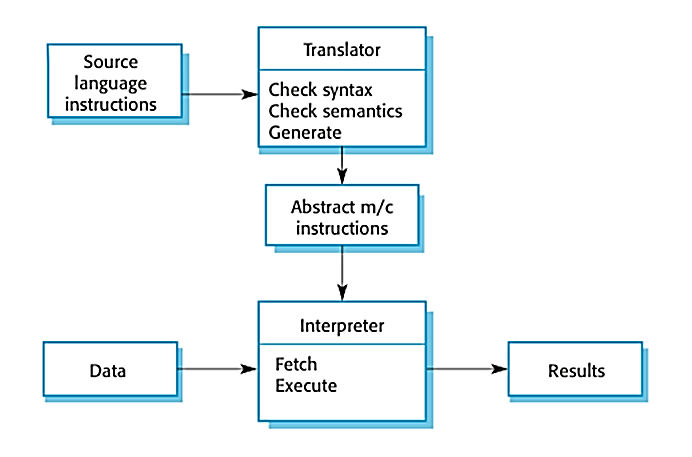 Source
language
instructions
Translator
Check syntax
Check semantics
Generate
Abstract m/c
instructions
Interpreter
Fetch
Execute
Data
Results